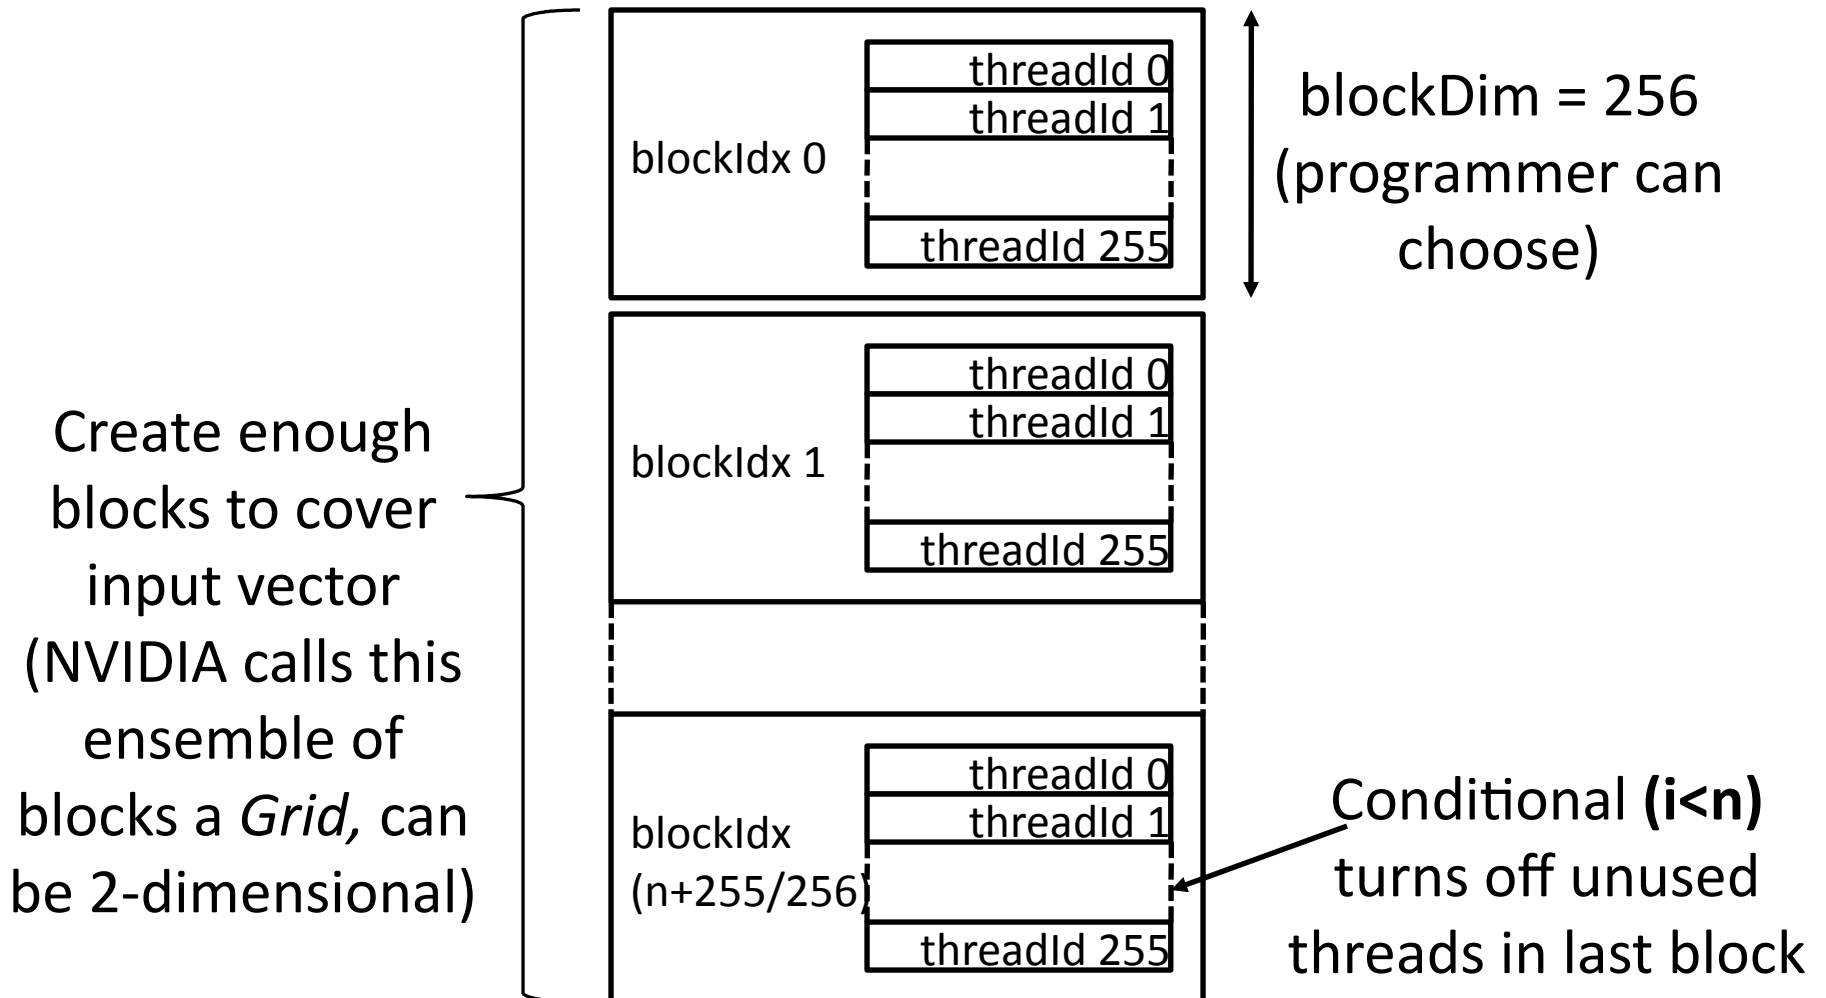 threadId 0
threadId 1
blockIdx 0
threadId 255
blockDim = 256
(programmer can
choose)
threadId 0
threadId 1
blockIdx 1
threadId 255
Create enough
blocks to cover
input vector
(NVIDIA calls this
ensemble of
blocks a Grid, can
be 2-dimensional)
threadId 0
threadId 1
blockIdx
(n+255/256)
threadId 255
Conditional (i<n)
turns off unused
threads in last block